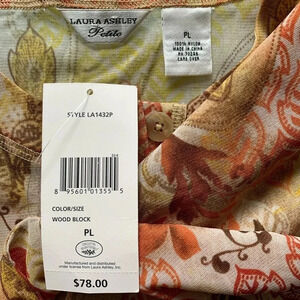 LAURA ASHLEY
Petite
PL
100% NYLON
MADE IN CHINA
RN 70288
CARE OVER
STYLE LA1432P
8 95601 01355 5
COLOR/SIZE
WOOD BLOCK
PL
Manufactured and distributed
under license from Laura Ashley, Inc.
$78.00